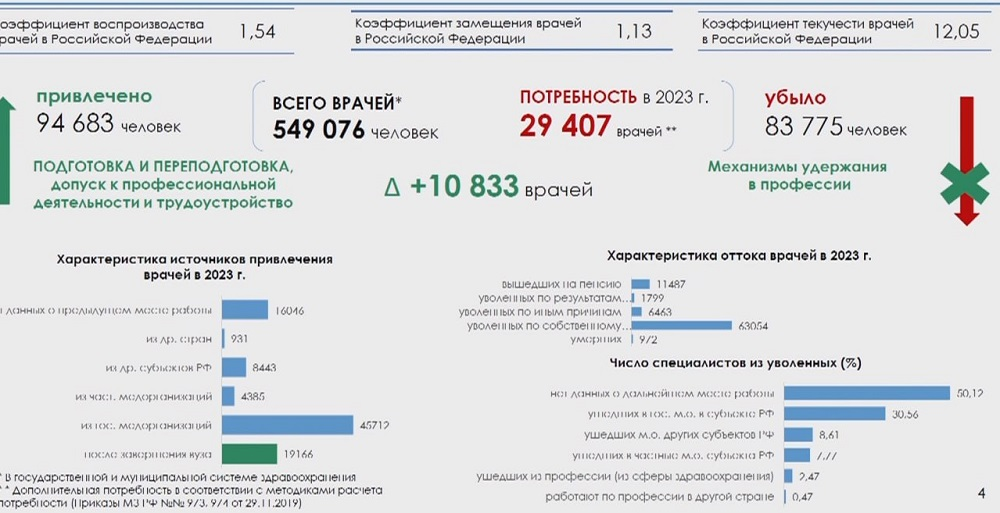 коэффициент воспроизводства
врачей в Российской Федерации
1,54
Коэффициент замещения врачей
в Российской Федерации
1,13
Коэффициент текучести врачей
в Российской Федерации
12,05
привлечено
94 683 человек
ВСЕГО ВРАЧЕЙ*
549 076 человек
ПОТРЕБНОСТЬ в 2023 г.
29 407 врачей **
убыло
83 775 человек
ПОДГОТОВКА И ПЕРЕПОДГОТОВКА,
допуск к профессиональной
деятельности и трудоустройство
Δ +10 833 врачей
Механизмы удержания
в профессии
Характеристика источников привлечения
врачей в 2023 г.
данных о предыдущем месте работы 16046
из др. стран 931
из др. субъектов РФ 8443
из част. медорганизаций 4385
из гос. медорганизаций 45712
после завершения вуза 19166
* В государственной и муниципальной системе здравоохранения
** Дополнительная потребность в соответствии с методиками расчета
потребности (Приказы МЗ РФ №№ 973, 974 от 29.11.2019)
Характеристика оттока врачей в 2023 г.
вышедших на пенсию 11487
уволенных по результатам... 1799
уволенных по иным причинам 6463
уволенных по собственному... 63054
умерших 972
Число специалистов из уволенных (%)
нет данных о дальнейшем месте работы 50,12
ушедших в гос. м.о. в субъекте РФ 30,56
ушедших м.о. других субъектов РФ 8,61
ушедших в частные м.о. субъекте РФ 7,77
ушедших из профессии (из сферы здравоохранения) 2,47
работают по профессии в другой стране 0,47
4